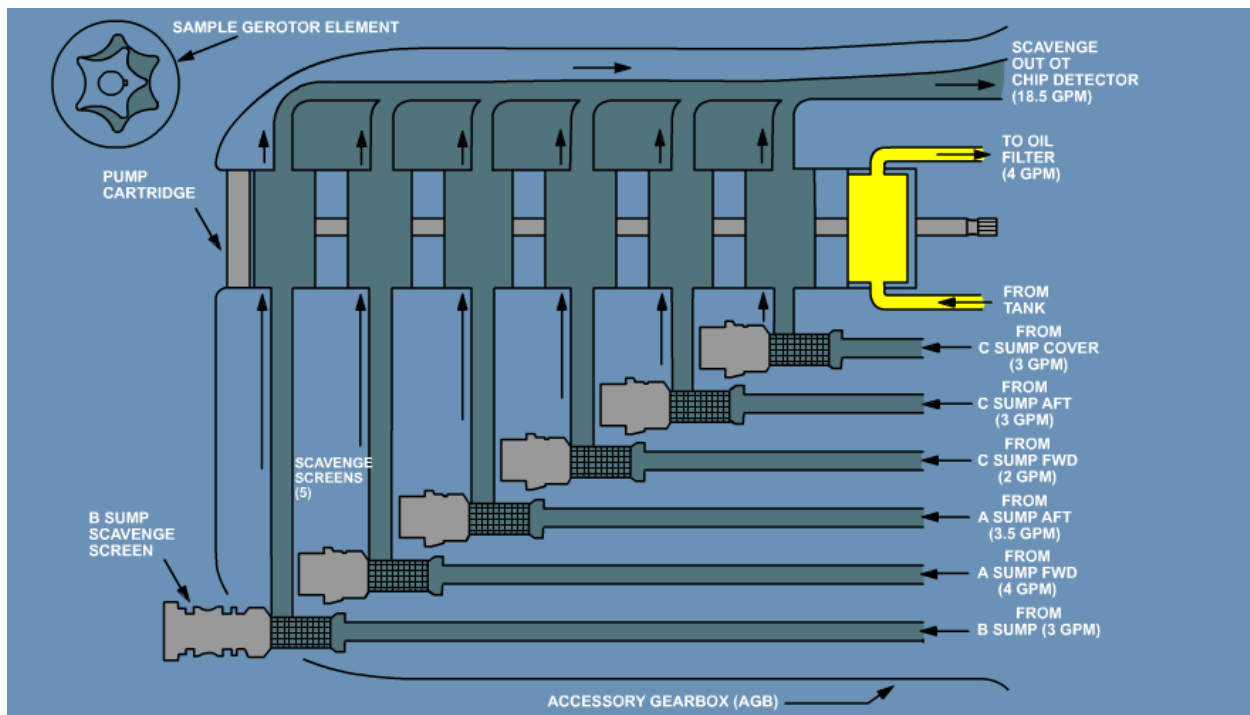 SAMPLE GEROTOR ELEMENT
SCAVENGE
OUT OT
CHIP DETECTOR
(18.5 GPM)
TO OIL
FILTER
(4 GPM)
PUMP
CARTRIDGE
FROM
TANK
FROM
C SUMP COVER
(3 GPM)
FROM
C SUMP AFT
(3 GPM)
FROM
C SUMP FWD
(2 GPM)
SCAVENGE
SCREENS
(5)
FROM
A SUMP AFT
(3.5 GPM)
B SUMP
SCAVENGE
SCREEN
FROM
A SUMP FWD
(4 GPM)
FROM
B SUMP (3 GPM)
ACCESSORY GEARBOX (AGB)